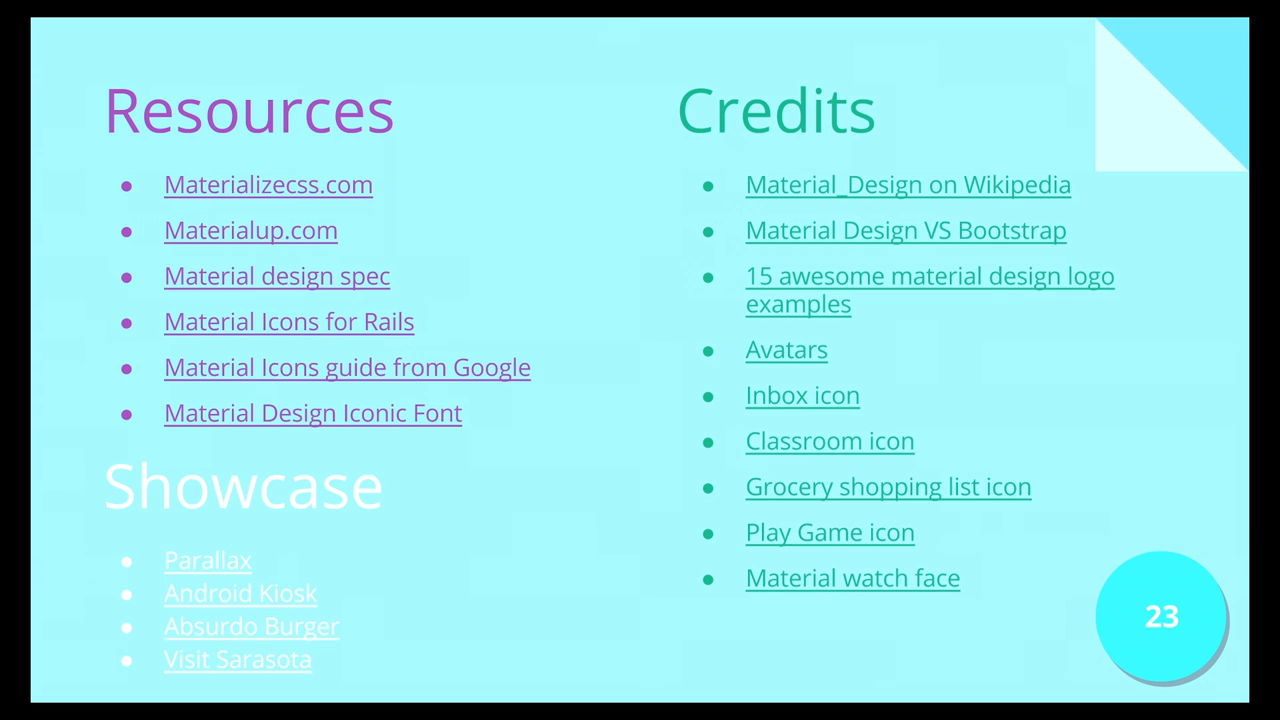 Resources
Materializecss.com
Materialup.com
Material design spec
Material Icons for Rails
Material Icons guide from Google
Material Design Iconic Font
Showcase
Parallax
Android Kiosk
Absurdo Burger
Visit Sarasota
Credits
Material_Design on Wikipedia
Material Design VS Bootstrap
15 awesome material design logo
examples
Avatars
Inbox icon
Classroom icon
Grocery shopping list icon
Play Game icon
Material watch face
23